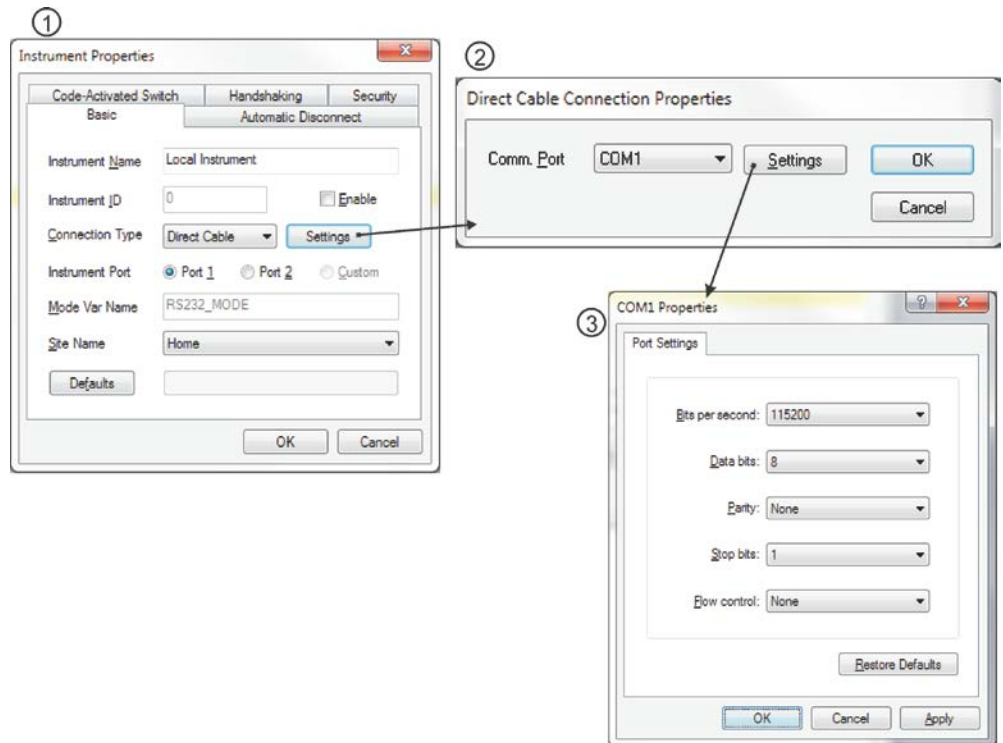 1
Instrument Properties
Code-Activated Switch Handshaking Security
Basic Automatic Disconnect
Instrument Name Local Instrument
Instrument ID 0 Enable
Connection Type Direct Cable Settings
Instrument Port Port 1 Port 2 Custom
Mode Var Name RS232_MODE
Site Name Home
Defaults
OK Cancel
2
Direct Cable Connection Properties
Comm. Port COM1 Settings OK
Cancel
3
COM1 Properties
Port Settings
Bits per second: 115200
Data bits: 8
Parity: None
Stop bits: 1
Flow control: None
Restore Defaults
OK Cancel Apply